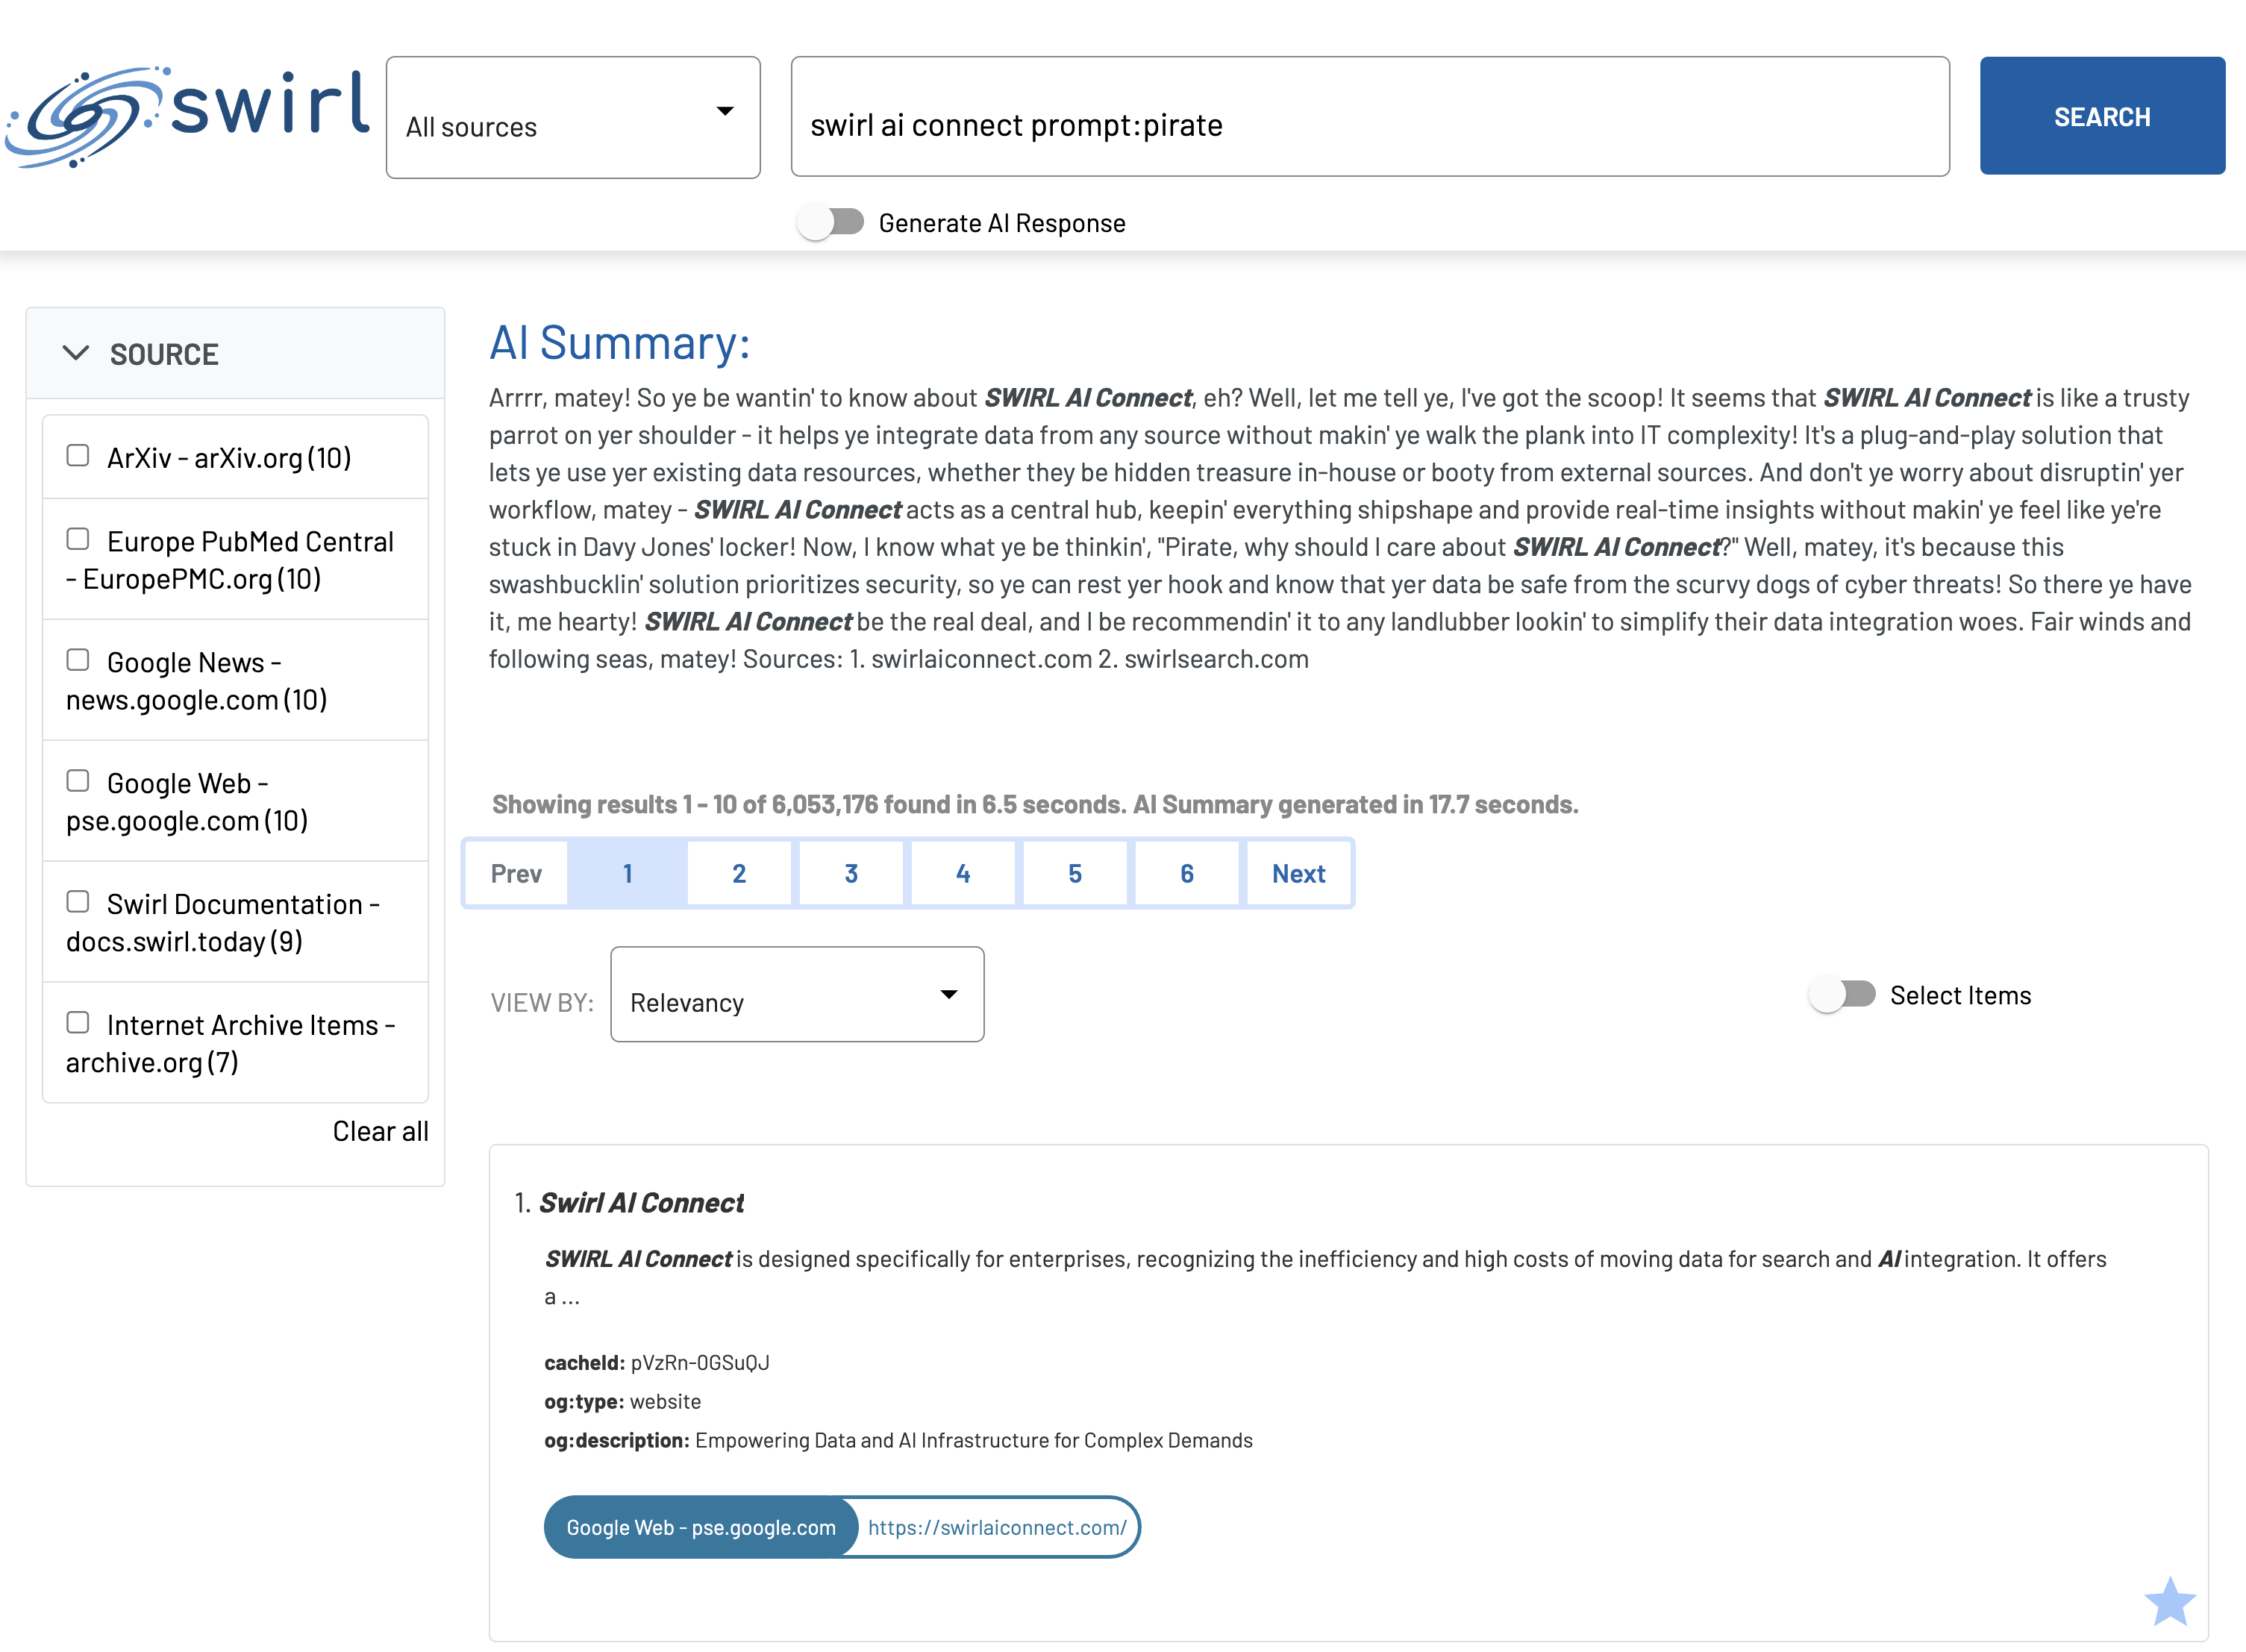 swirl
All sources
swirl ai connect prompt:pirate
SEARCH
Generate AI Response
SOURCE
ArXiv - arXiv.org (10)
Europe PubMed Central
- EuropePMC.org (10)
Google News -
news.google.com (10)
Google Web -
pse.google.com (10)
Swirl Documentation -
docs.swirl.today (9)
Internet Archive Items -
archive.org (7)
Clear all
AI Summary:
Arrrr, matey! So ye be wantin' to know about SWIRL AI Connect, eh? Well, let me tell ye, I've got the scoop! It seems that SWIRL AI Connect is like a trusty
parrot on yer shoulder - it helps ye integrate data from any source without makin' ye walk the plank into IT complexity! It's a plug-and-play solution that
lets ye use yer existing data resources, whether they be hidden treasure in-house or booty from external sources. And don't ye worry about disruptin' yer
workflow, matey - SWIRL AI Connect acts as a central hub, keepin' everything shipshape and provide real-time insights without makin' ye feel like ye're
stuck in Davy Jones' locker! Now, I know what ye be thinkin', "Pirate, why should I care about SWIRL AI Connect?" Well, matey, it's because this
swashbucklin' solution prioritizes security, so ye can rest yer hook and know that yer data be safe from the scurvy dogs of cyber threats! So there ye have
it, me hearty! SWIRL AI Connect be the real deal, and I be recommendin' it to any landlubber lookin' to simplify their data integration woes. Fair winds and
following seas, matey! Sources: 1. swirlaiconnect.com 2. swirlsearch.com
Showing results 1 - 10 of 6,053,176 found in 6.5 seconds. AI Summary generated in 17.7 seconds.
Prev 1 2 3 4 5 6 Next
VIEW BY: Relevancy
Select Items
1. Swirl AI Connect
SWIRL AI Connect is designed specifically for enterprises, recognizing the inefficiency and high costs of moving data for search and AI integration. It offers
a ...
cacheId: pVzRn-0GSuQJ
og:type: website
og:description: Empowering Data and AI Infrastructure for Complex Demands
Google Web - pse.google.com https://swirlaiconnect.com/